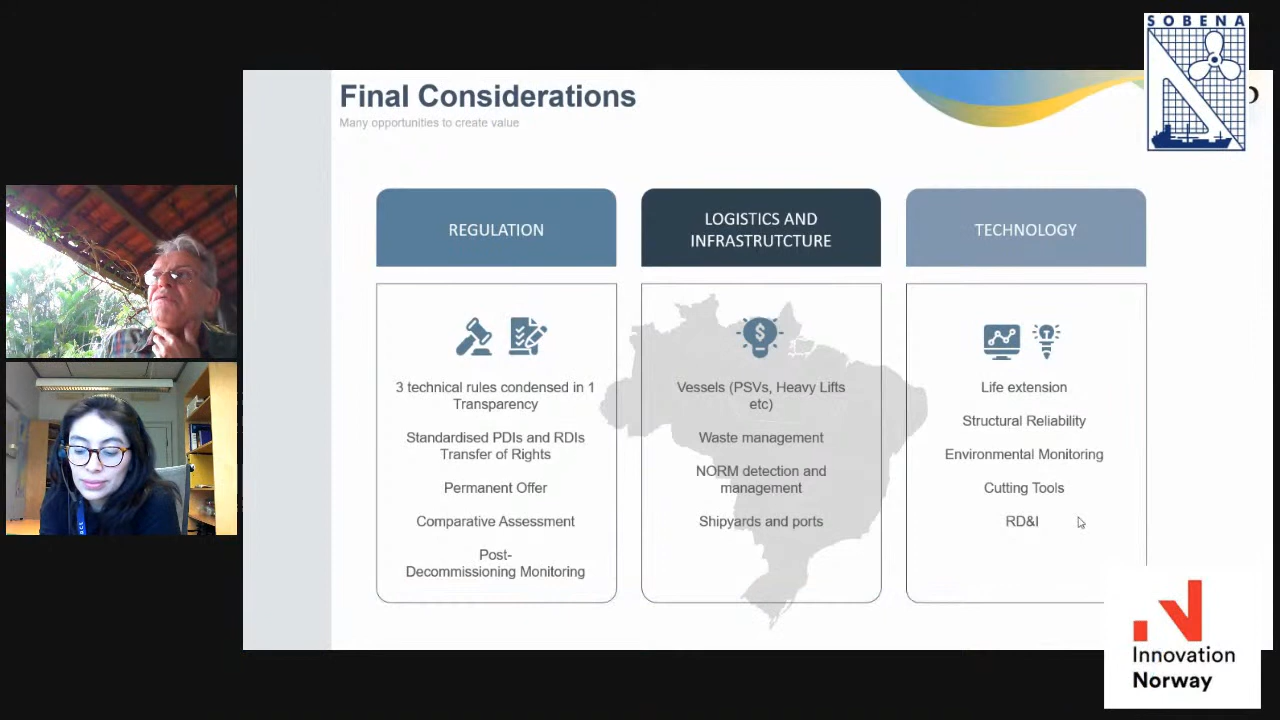 SOBENA
Final Considerations
Many opportunities to create value
REGULATION
3 technical rules condensed in 1
Transparency
Standardised PDIs and RDIs
Transfer of Rights
Permanent Offer
Comparative Assessment
Post-
Decommissioning Monitoring
LOGISTICS AND
INFRASTRUTCTURE
$
Vessels (PSVs, Heavy Lifts
etc)
Waste management
NORM detection and
management
Shipyards and ports
TECHNOLOGY
Life extension
Structural Reliability
Environmental Monitoring
Cutting Tools
RD&I
Innovation
Norway